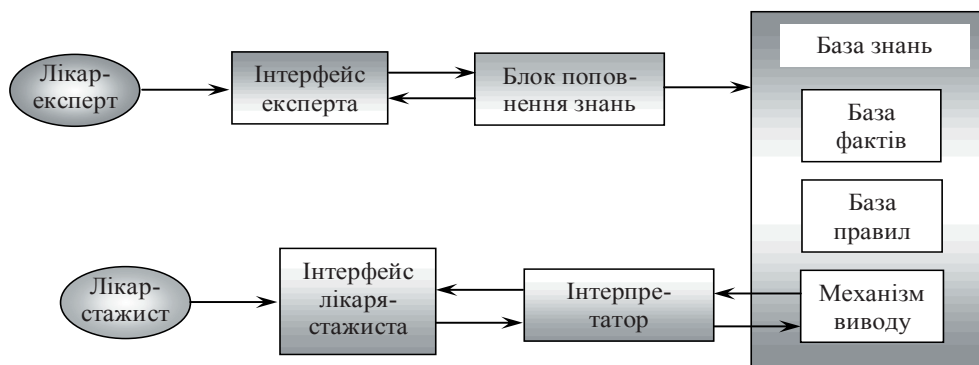 Лікар-
експерт
Інтерфейс
експерта
Блок попов-
нення знань
База знань
База
фактів
База
правил
Лікар-
стажист
Інтерфейс
лікаря-
стажиста
Інтерпре-
татор
Механізм
виводу